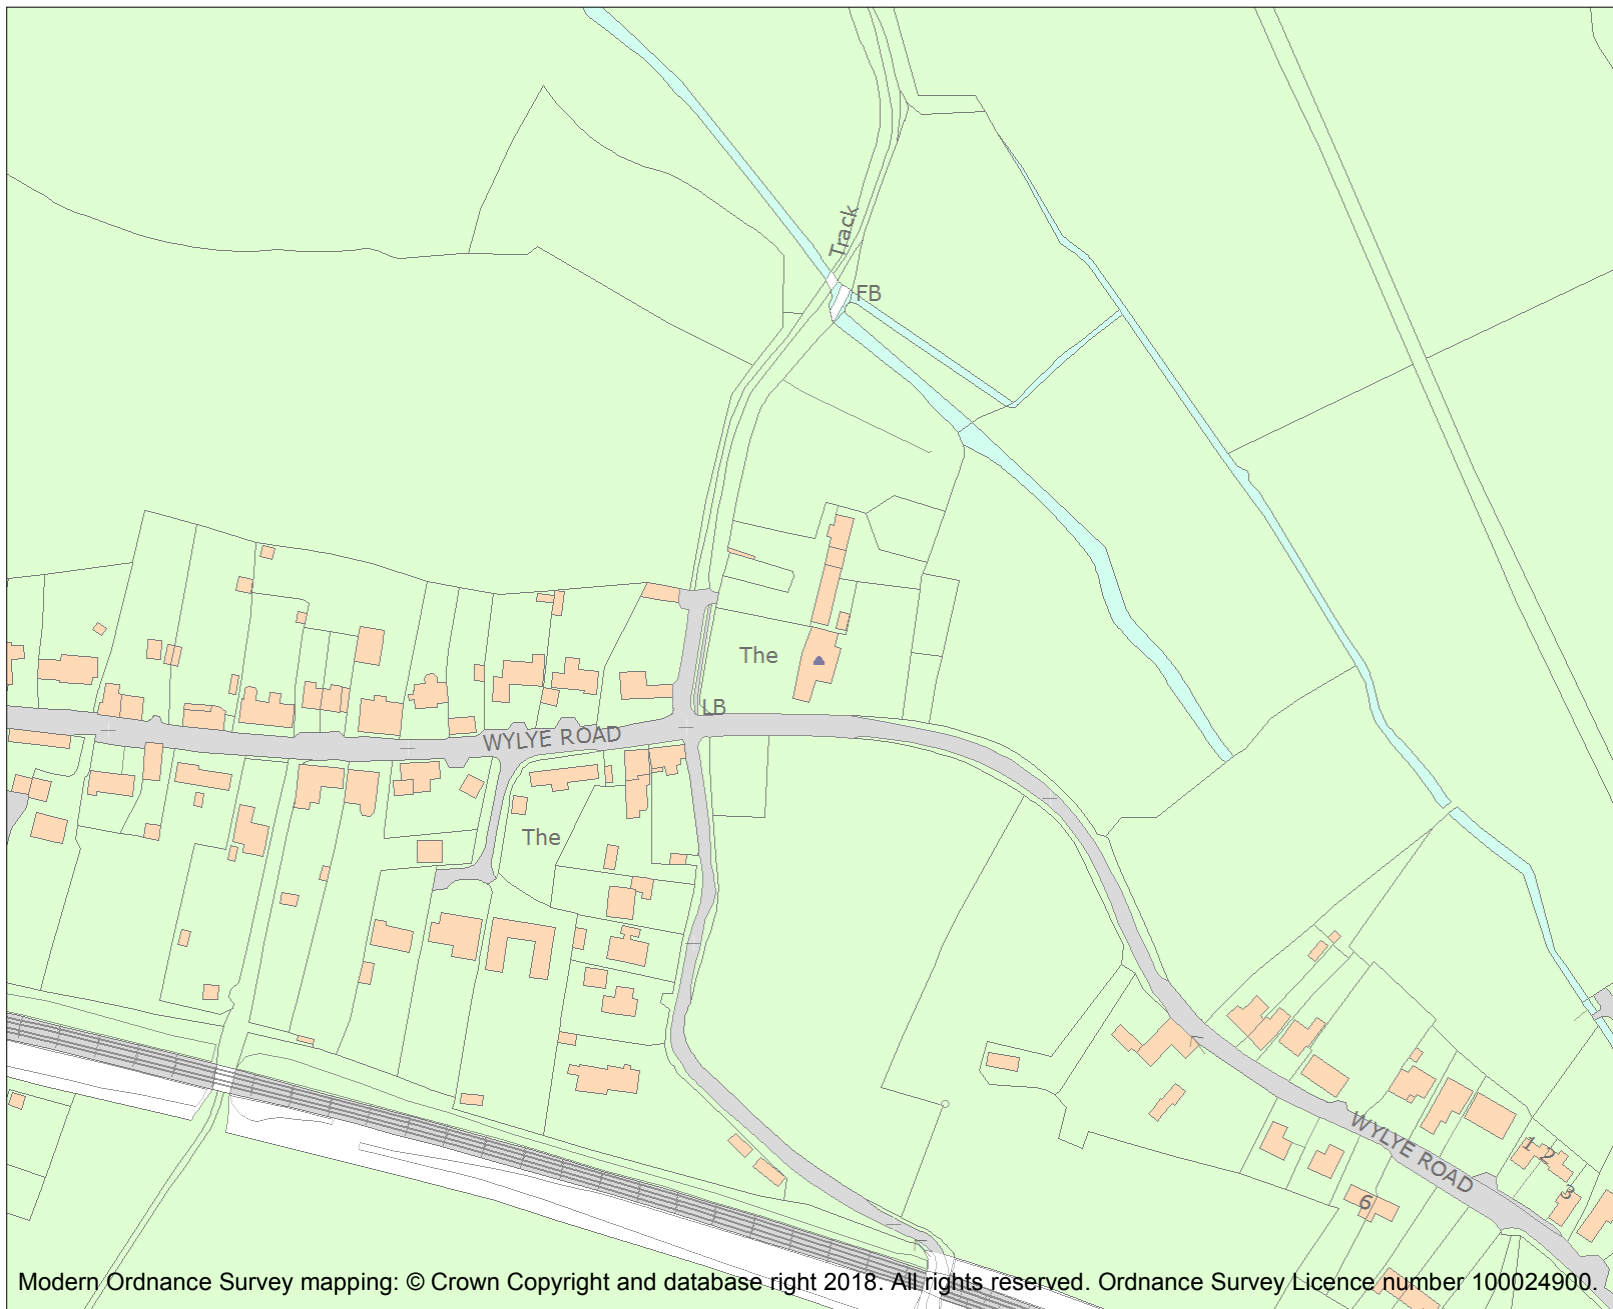 Track
FB
The
LB
WYLYE ROAD
The
WYLYE ROAD
1
2
3
6
Modern Ordnance Survey mapping: © Crown Copyright and database right 2018. All rights reserved. Ordnance Survey Licence number 100024900.